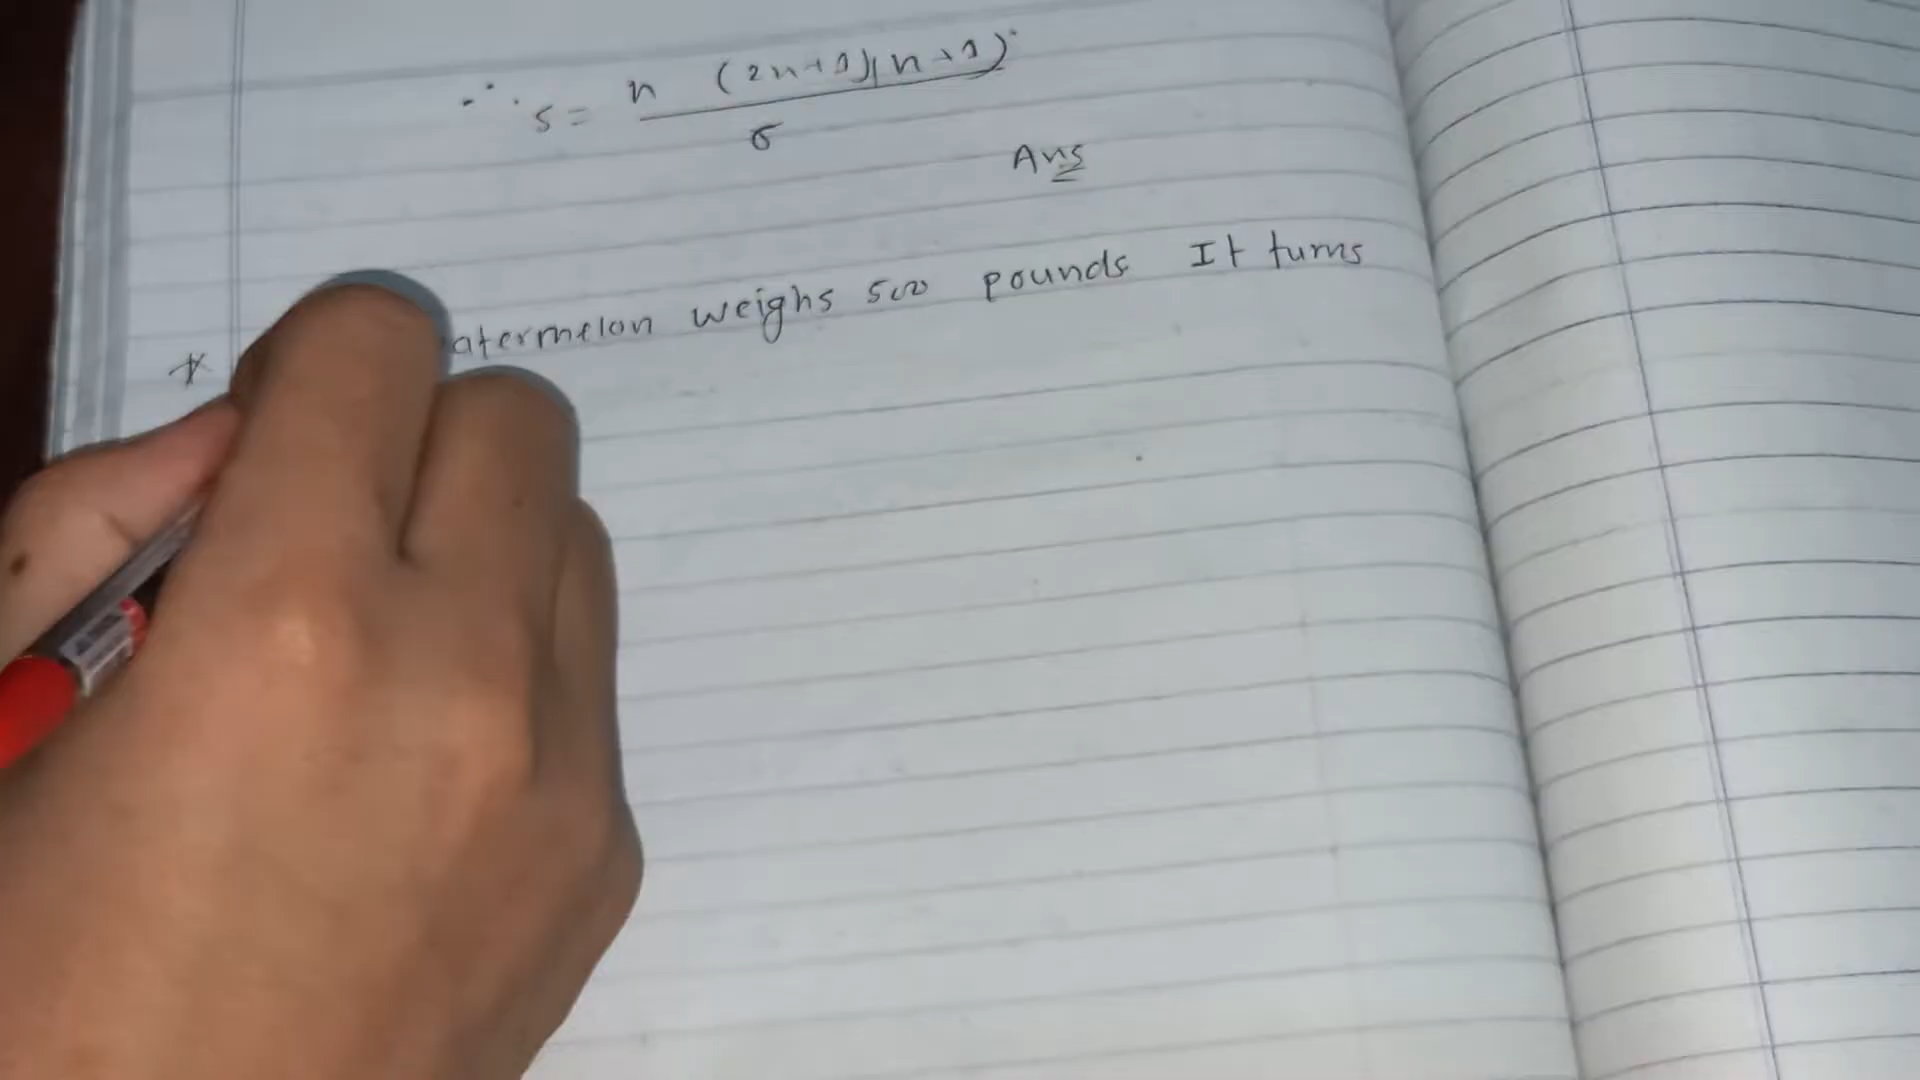 ∴ s = n (2n+1)(n+1)
6
Ans
* atermelon weighs 500 pounds It turns